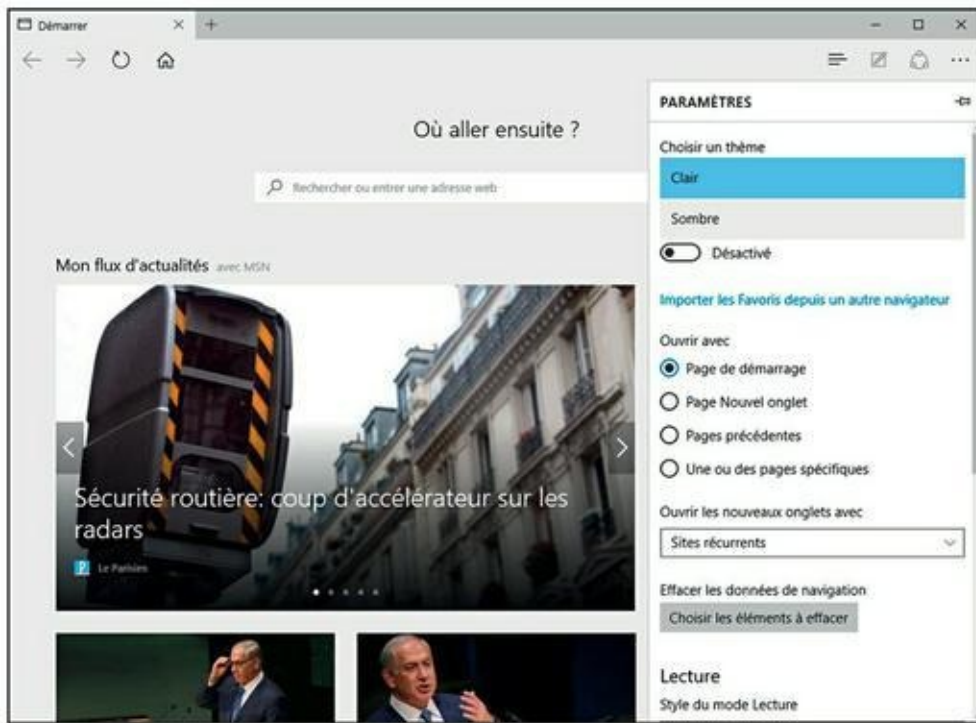 Démarrer
Où aller ensuite ?
Rechercher ou entrer une adresse web
Mon flux d'actualités avec MSN
Sécurité routière: coup d'accélérateur sur les
radars
Le Parisien
PARAMÈTRES
Choisir un thème
Clair
Sombre
Désactivé
Importer les Favoris depuis un autre navigateur
Ouvrir avec
Page de démarrage
Page Nouvel onglet
Pages précédentes
Une ou des pages spécifiques
Ouvrir les nouveaux onglets avec
Sites récurrents
Effacer les données de navigation
Choisir les éléments à effacer
Lecture
Style du mode Lecture